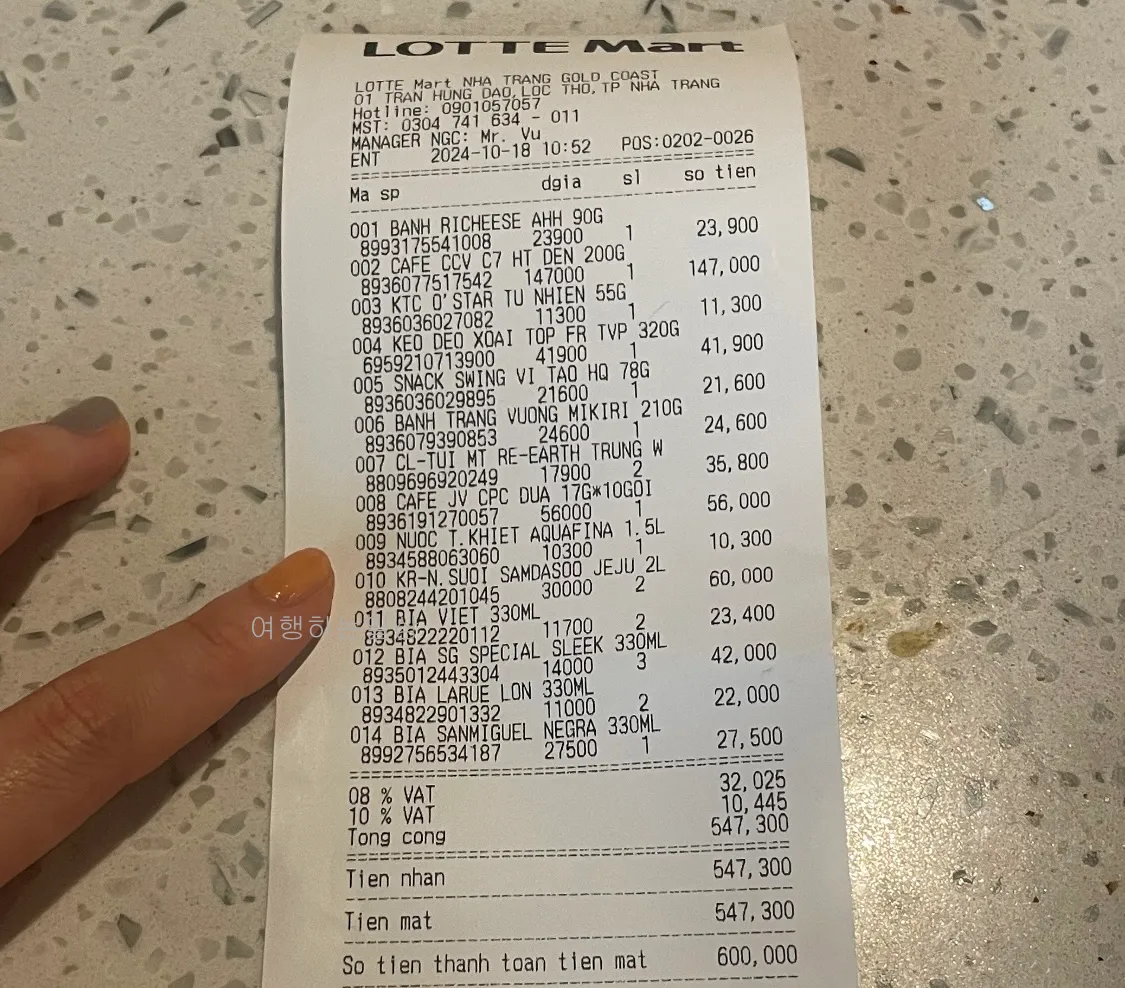 LOTTE Mart
LOTTE Mart NHA TRANG GOLD COAST
01 TRAN HUNG DAO, LOC THO, TP NHA TRANG
Hotline: 0901057057
MST: 0304 741 634 - 011
MANAGER NGC: Mr. Vu
ENT 2024-10-18 10:52 POS:0202-0026
Ma sp dgia sl so tien
001 BANH RICHEESE AHH 90G
8993175541008 23900 1 23,900
002 CAFE CCV C7 HT DEN 200G
8936077517542 147000 1 147,000
003 KTC O'STAR TU NHIEN 55G
8936036027082 11300 1 11,300
004 KEO DEO XOAI TOP FR TVP 320G
6959210713900 41900 1 41,900
005 SNACK SWING VI TAO HQ 78G
8936036029895 21600 1 21,600
006 BANH TRANG VUONG MIKIRI 210G
8936079390853 24600 1 24,600
007 CL-TUI MT RE-EARTH TRUNG W
8809696920249 17900 2 35,800
008 CAFE JV CPC DUA 17G*10GOI
8936191270057 56000 1 56,000
009 NUOC T.KHIET AQUAFINA 1.5L
8934588063060 10300 1 10,300
010 KR-N.SUOI SAMDASOO JEJU 2L
8808244201045 30000 2 60,000
011 BIA VIET 330ML
8934822220112 11700 2 23,400
012 BIA SG SPECIAL SLEEK 330ML
8935012443304 14000 3 42,000
013 BIA LARUE LON 330ML
8934822901332 11000 2 22,000
014 BIA SANMIGUEL NEGRA 330ML
8992756534187 27500 1 27,500
08 % VAT 32,025
10 % VAT 10,445
Tong cong 547,300
Tien nhan 547,300
Tien mat 547,300
So tien thanh toan tien mat 600,000